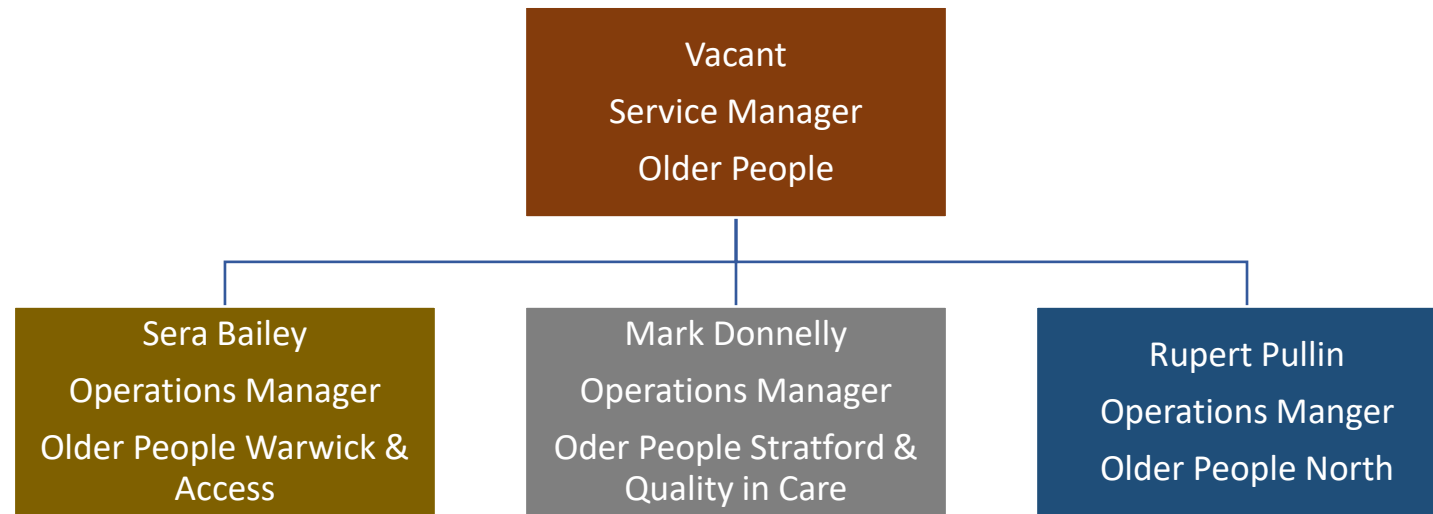 Vacant
Service Manager
Older People
Sera Bailey
Operations Manager
Older People Warwick &
Access
Mark Donnelly
Operations Manager
Oder People Stratford &
Quality in Care
Rupert Pullin
Operations Manger
Older People North